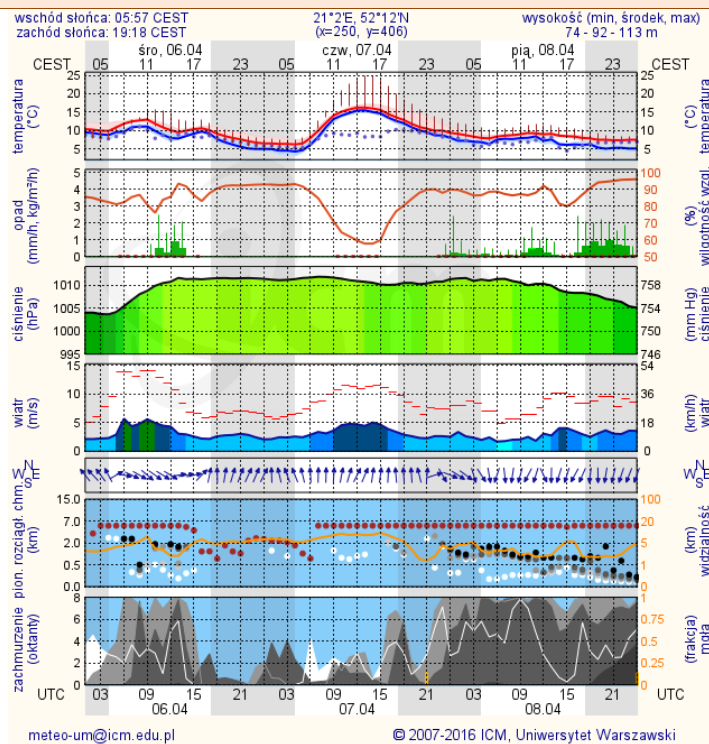 wschód słońca: 05:57 CEST 21°2'E, 52°12'N wysokość (min, środek, max)
zachód słońca: 19:18 CEST (x=250, y=406) 74 - 92 - 113 m
śro, 06.04 czw, 07.04 pią, 08.04
CEST 05 11 17 23 05 11 17 23 05 11 17 23 CEST
temperatura (°C) 25 20 15 10 5 25 20 15 10 5 (°C) temperatura
opad (mm/h, kg/m²/h) 5 4 3 2 1 0 100 90 80 70 60 50 (%) wilgotność wzgl.
ciśnienie (hPa) 1010 1005 1000 995 758 754 750 746 (mm Hg) ciśnienie
wiatr (m/s) 15 10 5 0 54 36 18 0 (km/h) wiatr
N W E S N W E S
pion. rozciągł. chm. (km) 15.0 7.0 2.0 0.5 0.0 100 20 5 1 0 (km) widzialność
zachmurzenie (oktanty) 8 6 4 2 0 1 0.75 0.5 0.25 0 (frakcja) mgła
UTC 03 09 15 21 03 09 15 21 03 09 15 21 UTC
06.04 07.04 08.04
meteo-um@icm.edu.pl © 2007-2016 ICM, Uniwersytet Warszawski